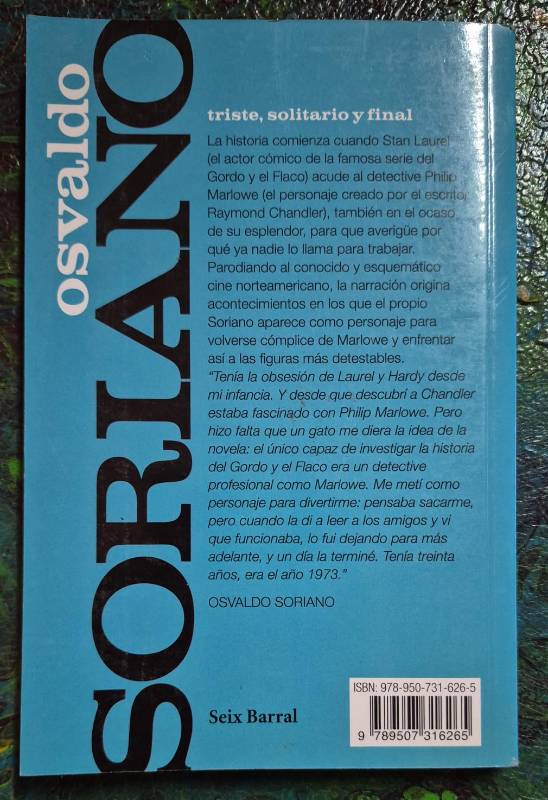 osvaldo
SORIANO
triste, solitario y final
La historia comienza cuando Stan Laurel
(el actor cómico de la famosa serie del
Gordo y el Flaco) acude al detective Philip
Marlowe (el personaje creado por el escritor
Raymond Chandler), también en el ocaso
de su esplendor, para que averigüe por
qué ya nadie lo llama para trabajar.
Parodiando al conocido y esquemático
cine norteamericano, la narración origina
acontecimientos en los que el propio
Soriano aparece como personaje para
volverse cómplice de Marlowe y enfrentar
así a las figuras más detestables.
"Tenía la obsesión de Laurel y Hardy desde
mi infancia. Y desde que descubrí a Chandler
estaba fascinado con Philip Marlowe. Pero
hizo falta que un gato me diera la idea de la
novela: el único capaz de investigar la historia
del Gordo y el Flaco era un detective
profesional como Marlowe. Me metí como
personaje para divertirme: pensaba sacarme,
pero cuando la di a leer a los amigos y vi
que funcionaba, lo fui dejando para más
adelante, y un día la terminé. Tenía treinta
años, era el año 1973."
OSVALDO SORIANO
Seix Barral
ISBN: 978-950-731-626-5
9 789507 316265